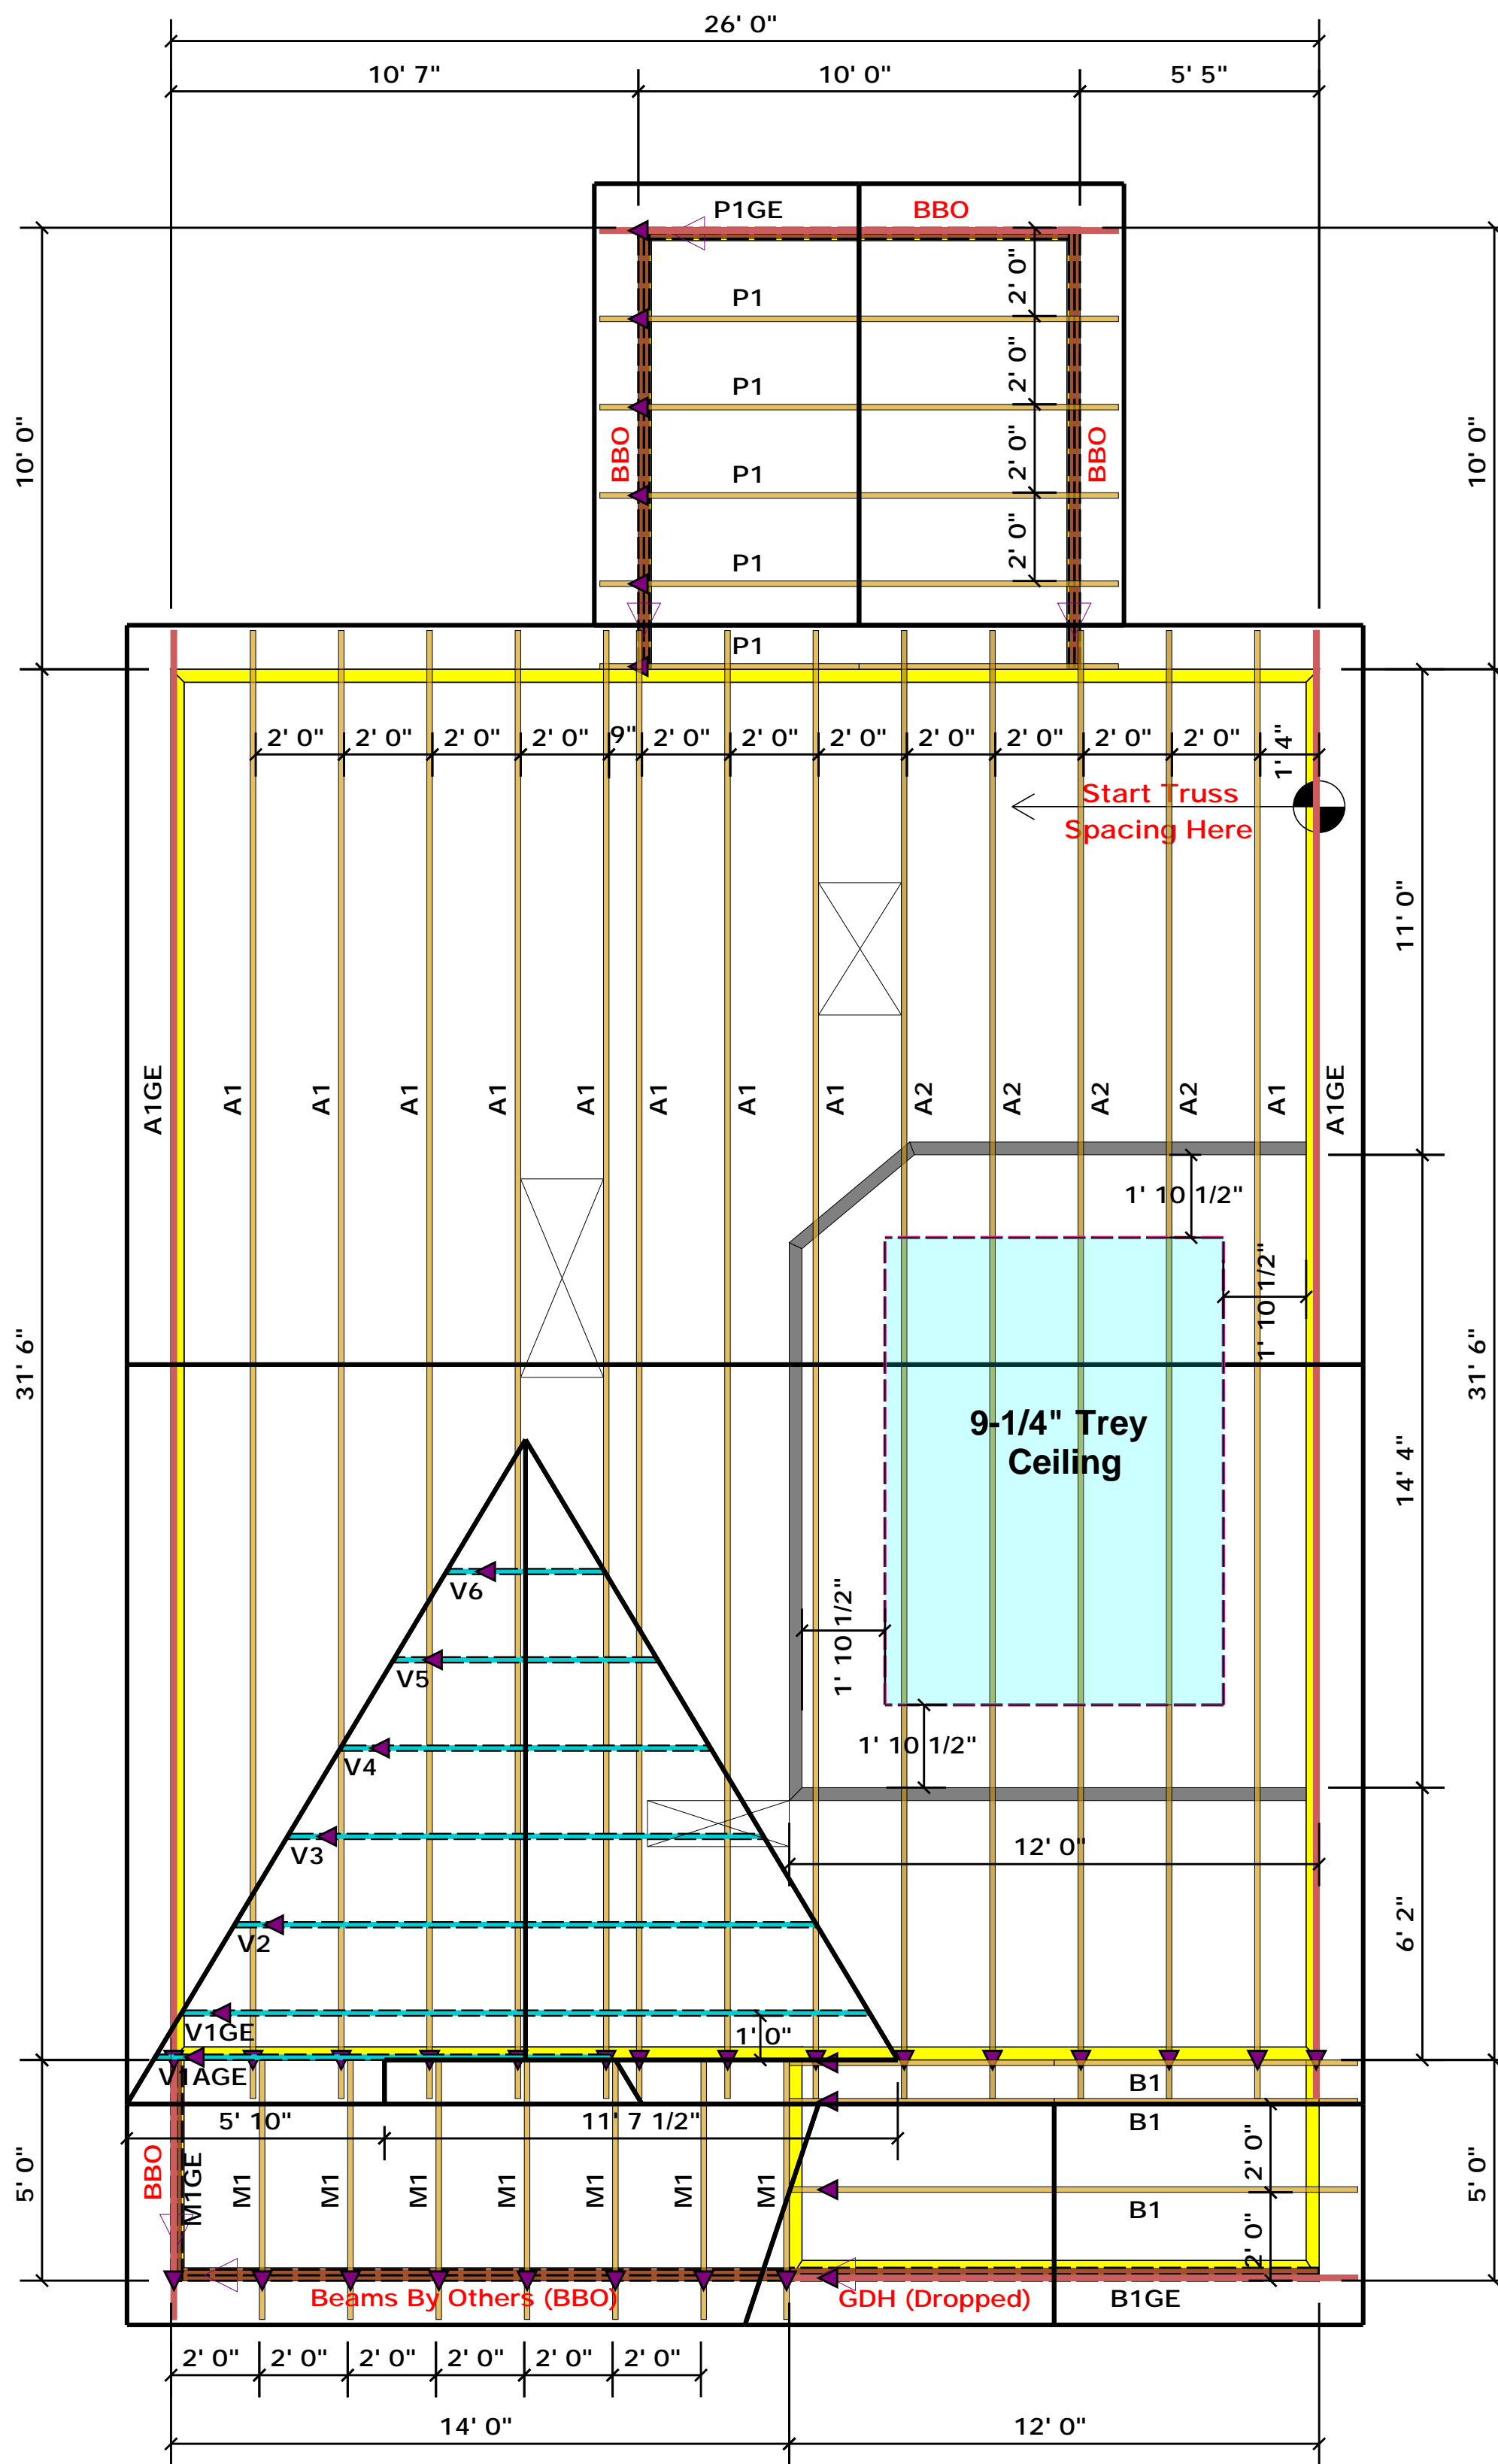 26' 0"
10' 7"
10' 0"
5' 5"
P1GE
BBO
2' 0"
P1
2' 0"
P1
10' 0"
BBO
2' 0"
BBO
10' 0"
P1
2' 0"
P1
P1
2' 0"
2' 0"
2' 0"
2' 0"
9"
2' 0"
2' 0"
2' 0"
2' 0"
2' 0"
2' 0"
2' 0"
1' 4"
Start Truss
Spacing Here
11' 0"
A1GE
A1
A1
A1
A1
A1
A1
A1
A1
A2
A2
A2
A2
A1
A1GE
1' 10 1/2"
1' 10 1/2"
31' 6"
31' 6"
9-1/4" Trey
Ceiling
14' 4"
V6
1' 10 1/2"
V5
1' 10 1/2"
V4
V3
12' 0"
6' 2"
V2
V1GE
1' 0"
V1AGE
B1
5' 10"
11' 7 1/2"
B1
5' 0"
BBO
M1GE
M1
M1
M1
M1
M1
M1
M1
2' 0"
5' 0"
B1
2' 0"
Beams By Others (BBO)
GDH (Dropped)
B1GE
2' 0"
2' 0"
2' 0"
2' 0"
2' 0"
2' 0"
14' 0"
12' 0"